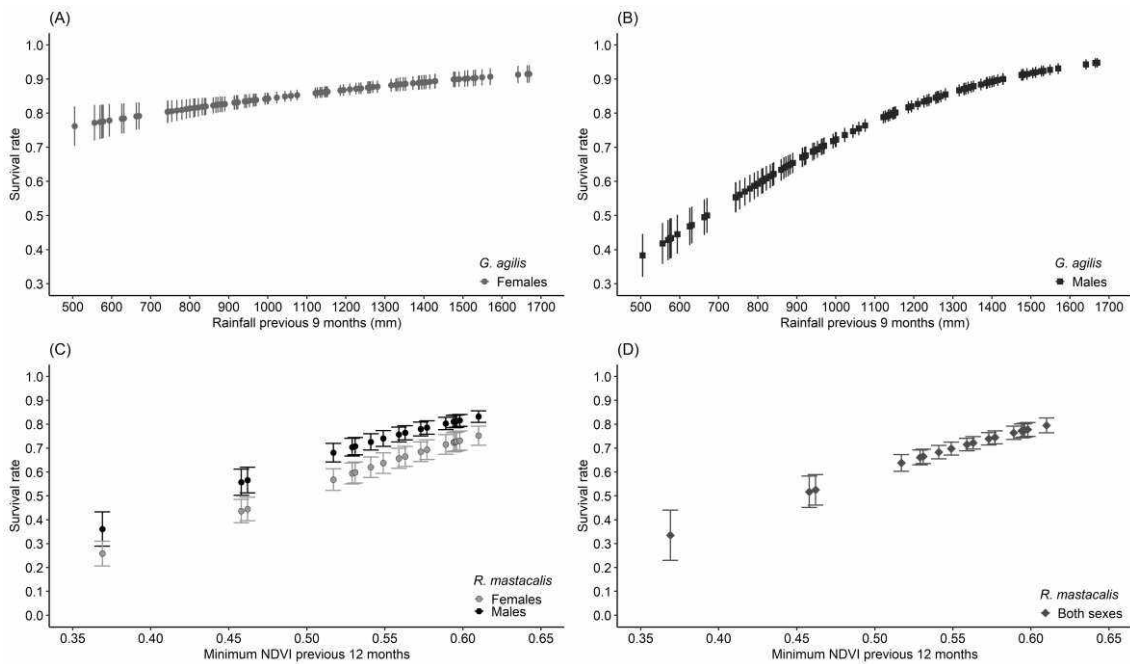 (A)
Survival rate
1.0
0.9
0.8
0.7
0.6
0.5
0.4
0.3
G. agilis
Females
500 600 700 800 900 1000 1100 1200 1300 1400 1500 1600 1700
Rainfall previous 9 months (mm)
(B)
Survival rate
1.0
0.9
0.8
0.7
0.6
0.5
0.4
0.3
G. agilis
Males
500 600 700 800 900 1000 1100 1200 1300 1400 1500 1600 1700
Rainfall previous 9 months (mm)
(C)
Survival rate
1.0
0.9
0.8
0.7
0.6
0.5
0.4
0.3
0.2
0.1
0.0
R. mastacalis
Females
Males
0.35 0.40 0.45 0.50 0.55 0.60 0.65
Minimum NDVI previous 12 months
(D)
Survival rate
1.0
0.9
0.8
0.7
0.6
0.5
0.4
0.3
0.2
0.1
0.0
R. mastacalis
Both sexes
0.35 0.40 0.45 0.50 0.55 0.60 0.65
Minimum NDVI previous 12 months